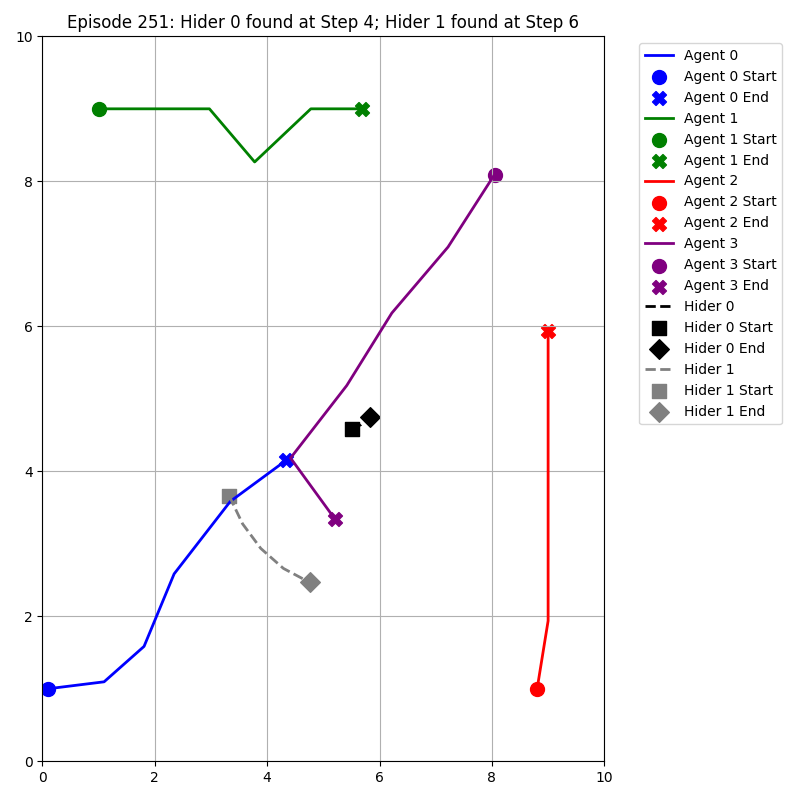 Episode 251: Hider 0 found at Step 4; Hider 1 found at Step 6
10
8
6
4
2
0
0 2 4 6 8 10
Agent 0
Agent 0 Start
Agent 0 End
Agent 1
Agent 1 Start
Agent 1 End
Agent 2
Agent 2 Start
Agent 2 End
Agent 3
Agent 3 Start
Agent 3 End
Hider 0
Hider 0 Start
Hider 0 End
Hider 1
Hider 1 Start
Hider 1 End